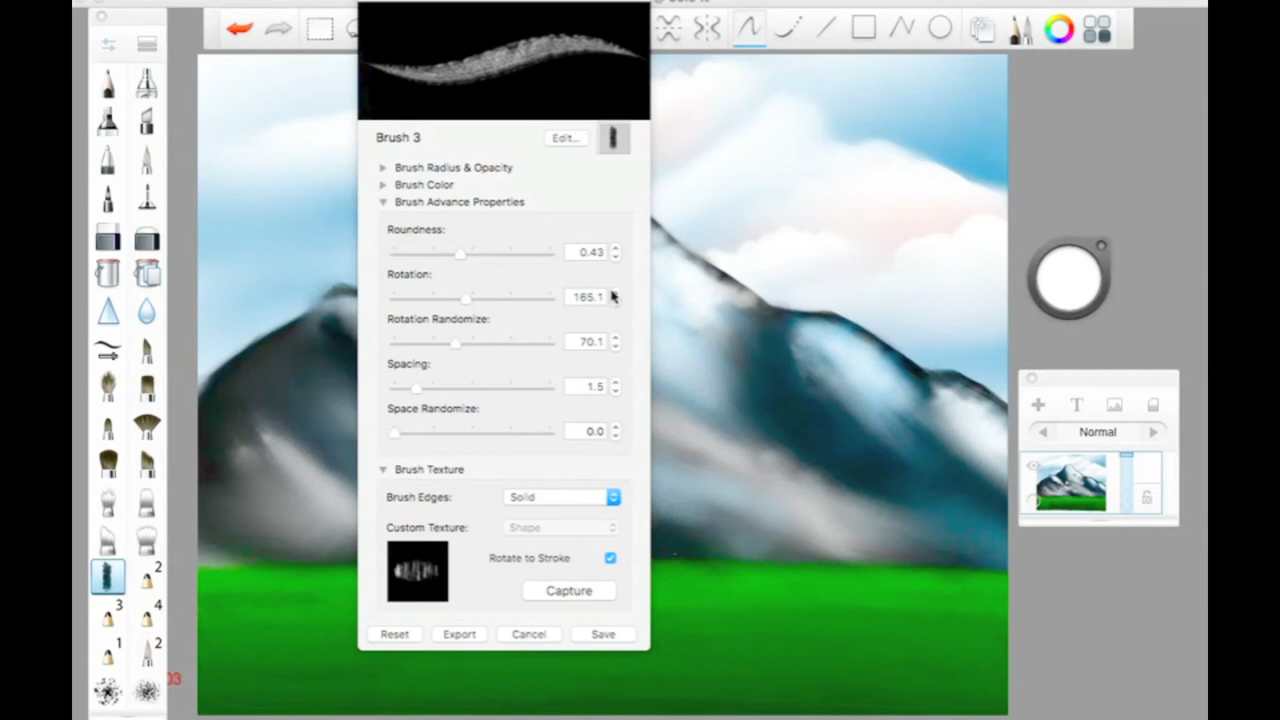 Brush 3
Edit...
Brush Radius & Opacity
Brush Color
Brush Advance Properties
Roundness:
0.43
Rotation:
165.1
Rotation Randomize:
70.1
Spacing:
1.5
Space Randomize:
0.0
Brush Texture
Brush Edges:
Solid
Custom Texture:
Shape
Rotate to Stroke
Capture
Reset
Export
Cancel
Save
T
Normal
2
3
4
1
2
03